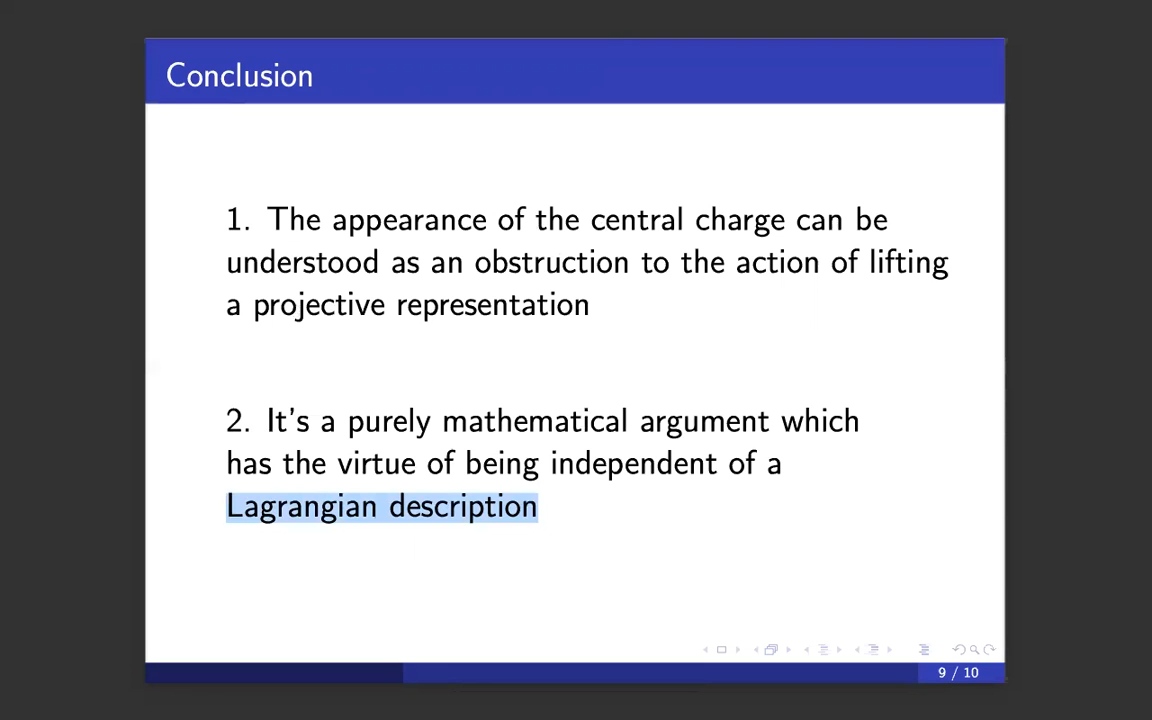 Conclusion
1. The appearance of the central charge can be
understood as an obstruction to the action of lifting
a projective representation
2. It's a purely mathematical argument which
has the virtue of being independent of a
Lagrangian description
9 / 10